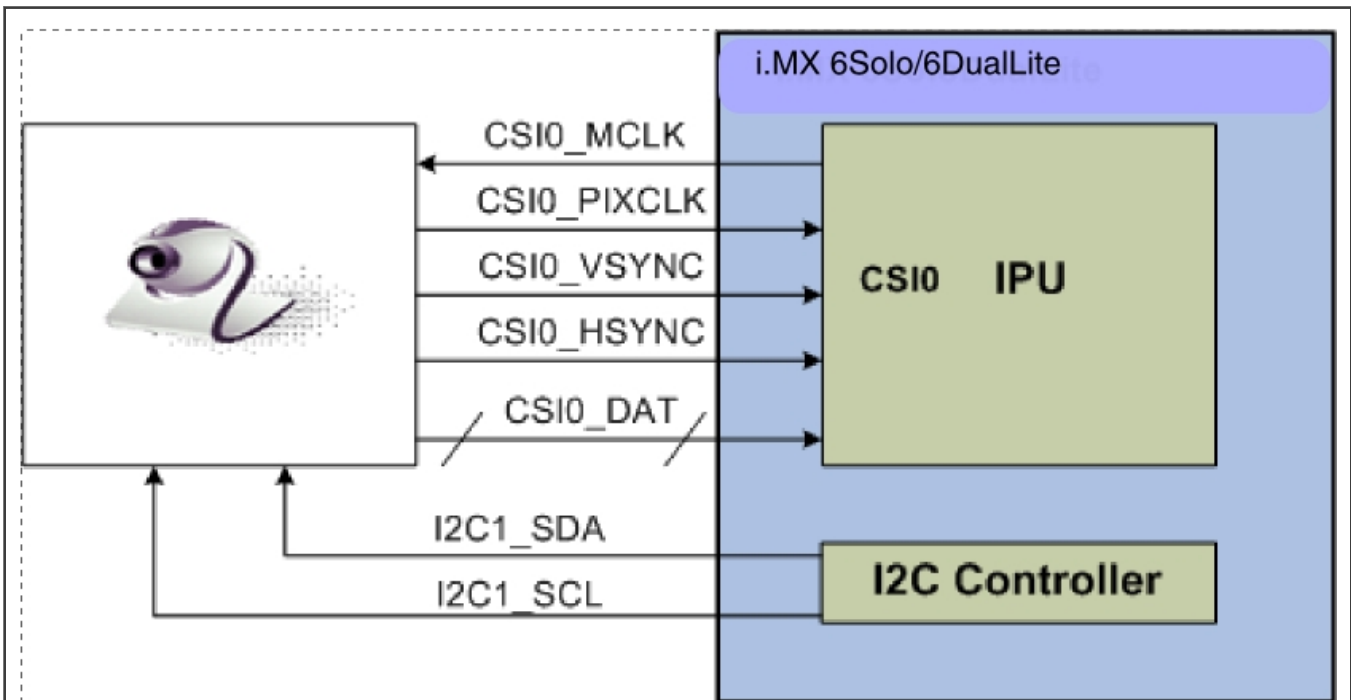 i.MX 6Solo/6DualLite
CSI0_MCLK
CSI0_PIXCLK
CSI0_VSYNC
CSI0 IPU
CSI0_HSYNC
CSI0_DAT
I2C1_SDA
I2C Controller
I2C1_SCL